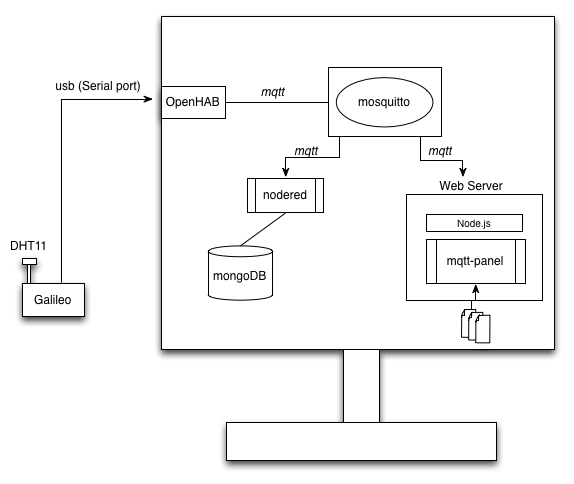 usb (Serial port)
OpenHAB
mqtt
mosquitto
mqtt
mqtt
nodered
Web Server
Node.js
mqtt-panel
mongoDB
DHT11
Galileo